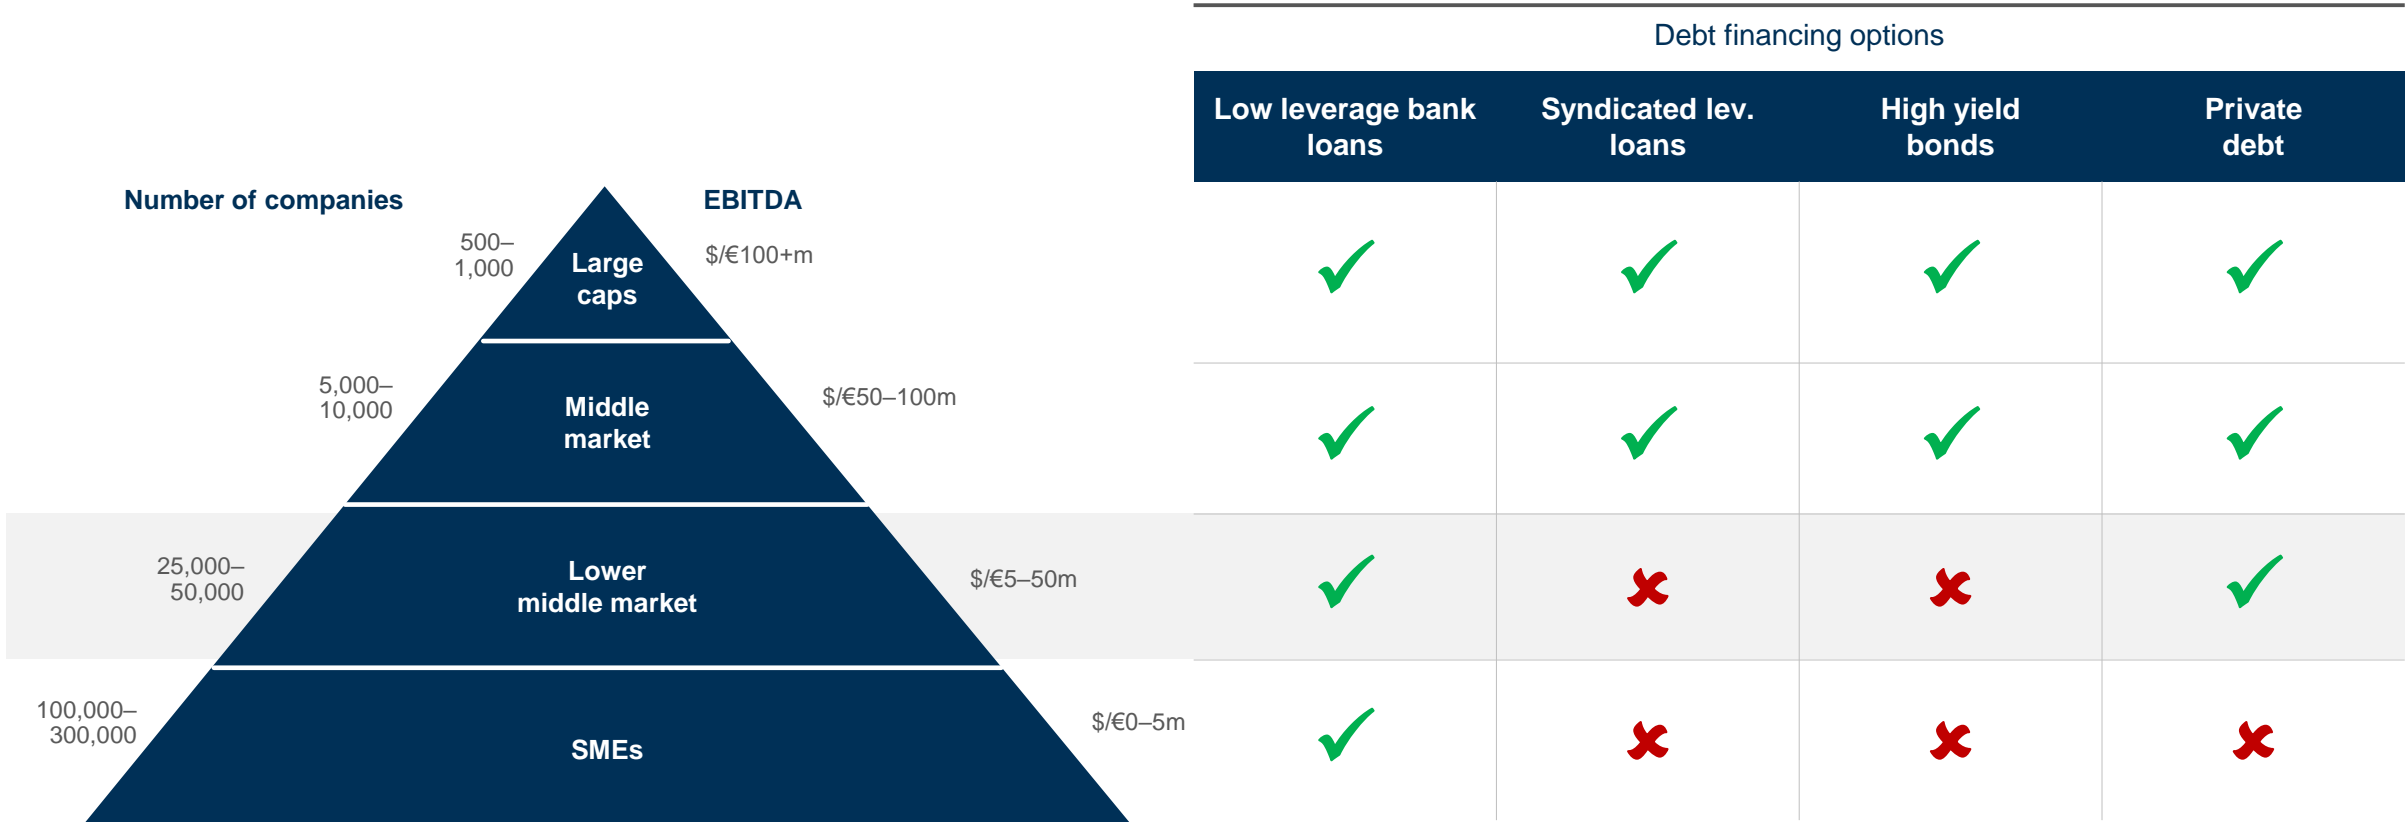 Debt financing options
Low leverage bank
loans
Syndicated lev.
loans
High yield
bonds
Private
debt
Number of companies
EBITDA
500–
1,000
Large
caps
$/€100+m
5,000–
10,000
Middle
market
$/€50–100m
25,000–
50,000
Lower
middle market
$/€5–50m
100,000–
300,000
SMEs
$/€0–5m